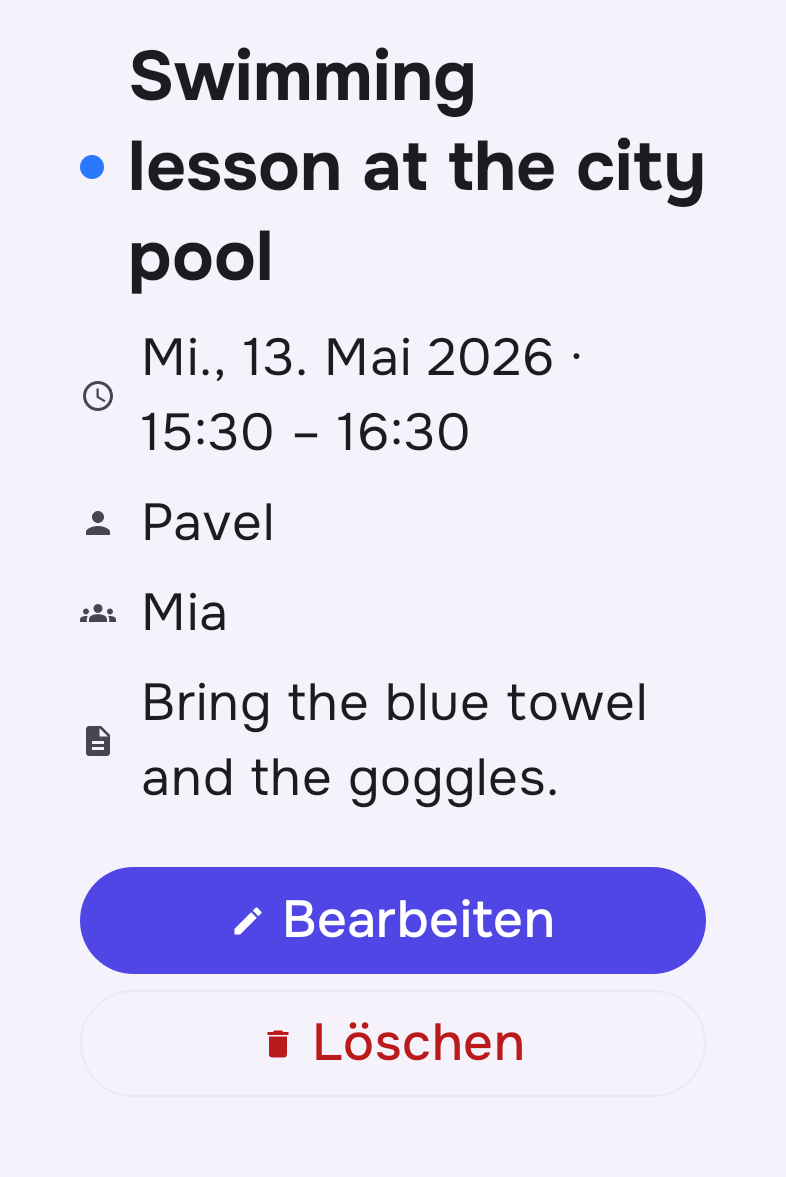 Swimming
lesson at the city
pool
Mi., 13. Mai 2026 ·
15:30 – 16:30
Pavel
Mia
Bring the blue towel
and the goggles.
Bearbeiten
Löschen